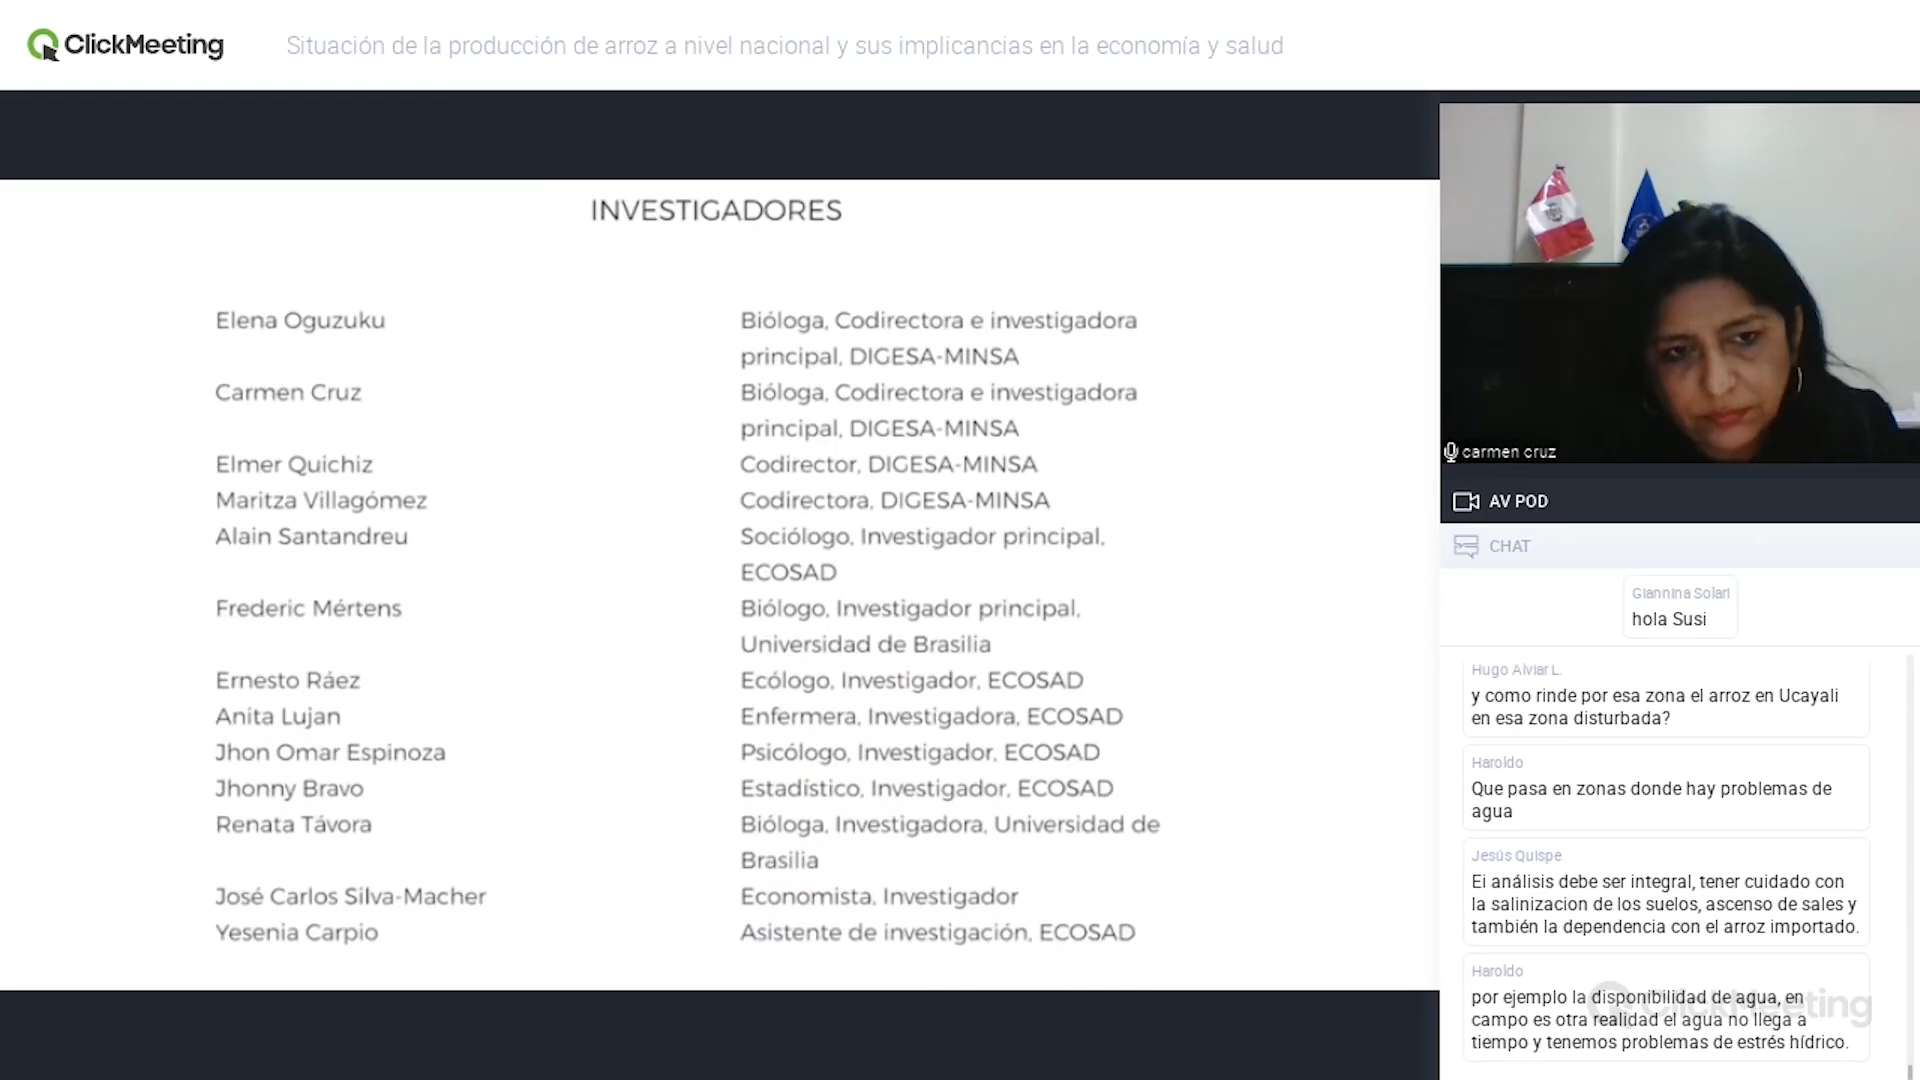 ClickMeeting
Situación de la producción de arroz a nivel nacional y sus implicancias en la economía y salud
INVESTIGADORES
Elena Oguzuku
Bióloga, Codirectora e investigadora
principal, DIGESA-MINSA
Carmen Cruz
Bióloga, Codirectora e investigadora
principal, DIGESA-MINSA
Elmer Quichiz
Codirector, DIGESA-MINSA
Maritza Villagómez
Codirectora, DIGESA-MINSA
Alain Santandreu
Sociólogo, Investigador principal,
ECOSAD
Frederic Mértens
Biólogo, Investigador principal,
Universidad de Brasilia
Ernesto Ráez
Ecólogo, Investigador, ECOSAD
Anita Lujan
Enfermera, Investigadora, ECOSAD
Jhon Omar Espinoza
Psicólogo, Investigador, ECOSAD
Jhonny Bravo
Estadístico, Investigador, ECOSAD
Renata Távora
Bióloga, Investigadora, Universidad de
Brasilia
José Carlos Silva-Macher
Economista, Investigador
Yesenia Carpio
Asistente de investigación, ECOSAD
carmen cruz
AV POD
CHAT
Giannina Solari
hola Susi
Hugo Alviar L.
y como rinde por esa zona el arroz en Ucayali
en esa zona disturbada?
Haroldo
Que pasa en zonas donde hay problemas de
agua
Jesús Quispe
Ei análisis debe ser integral, tener cuidado con
la salinizacion de los suelos, ascenso de sales y
también la dependencia con el arroz importado.
Haroldo
por ejemplo la disponibilidad de agua, en
campo es otra realidad el agua no llega a
tiempo y tenemos problemas de estrés hídrico.
ClickMeeting